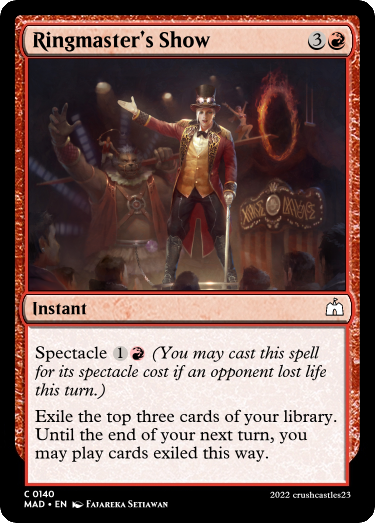 Ringmaster's Show 3
Instant
Spectacle 1 (You may cast this spell
for its spectacle cost if an opponent lost life
this turn.)
Exile the top three cards of your library.
Until the end of your next turn, you
may play cards exiled this way.
C 0140
MAD • EN Fajareka Setiawan
2022 crushcastles23